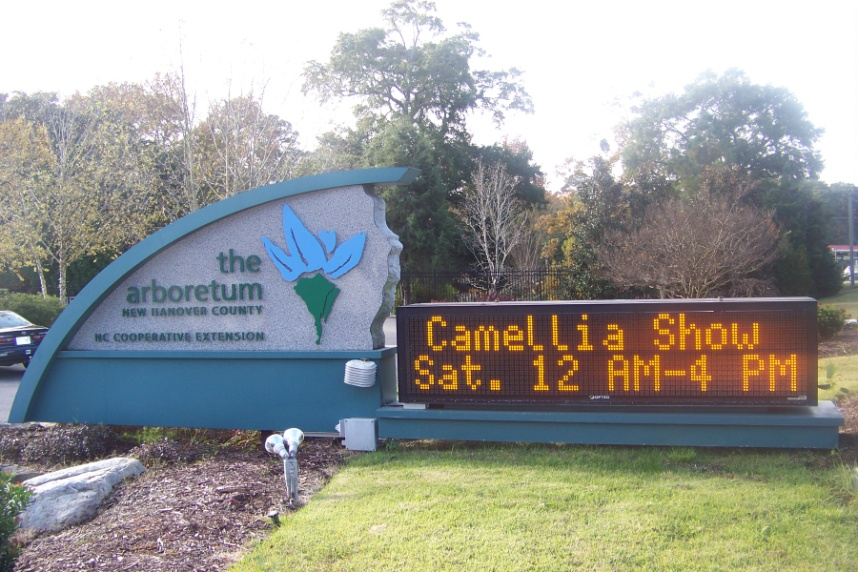 the
arboretum
NEW HANOVER COUNTY
NC COOPERATIVE EXTENSION
Camellia Show
Sat. 12 AM-4 PM